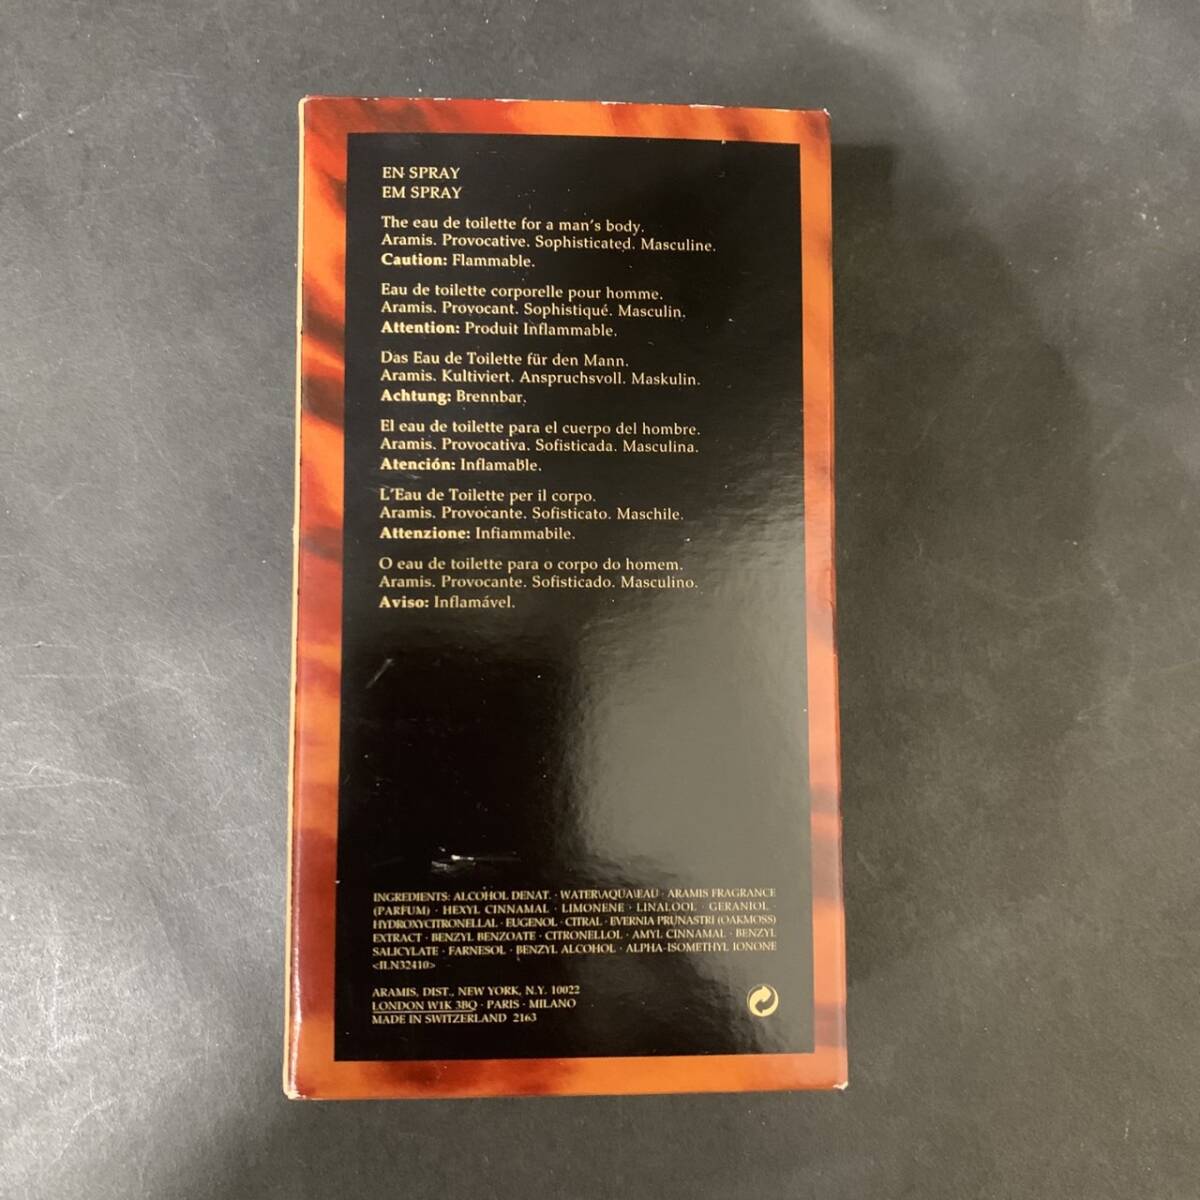 EN SPRAY
EM SPRAY
The eau de toilette for a man's body.
Aramis. Provocative. Sophisticated. Masculine.
Caution: Flammable.
Eau de toilette corporelle pour homme.
Aramis. Provocant. Sophistiqué. Masculin.
Attention: Produit Inflammable.
Das Eau de Toilette für den Mann.
Aramis. Kultiviert. Anspruchsvoll. Maskulin.
Achtung: Brennbar.
El eau de toilette para el cuerpo del hombre.
Aramis. Provocativa. Sofisticada. Masculina.
Atención: Inflamable.
L'Eau de Toilette per il corpo.
Aramis. Provocante. Sofisticato. Maschile.
Attenzione: Infiammabile.
O eau de toilette para o corpo do homem.
Aramis. Provocante. Sofisticado. Masculino.
Aviso: Inflamável.
INGREDIENTS: ALCOHOL DENAT. · WATER\AQUA\EAU · ARAMIS FRAGRANCE
(PARFUM) · HEXYL CINNAMAL · LIMONENE · LINALOOL · GERANIOL ·
HYDROXYCITRONELLAL · EUGENOL · CITRAL · EVERNIA PRUNASTRI (OAKMOSS)
EXTRACT · BENZYL BENZOATE · CITRONELLOL · AMYL CINNAMAL · BENZYL
SALICYLATE · FARNESOL · BENZYL ALCOHOL · ALPHA-ISOMETHYL IONONE
<ILN32410>
ARAMIS, DIST., NEW YORK, N.Y. 10022
LONDON W1K 3BQ · PARIS · MILANO
MADE IN SWITZERLAND 2163